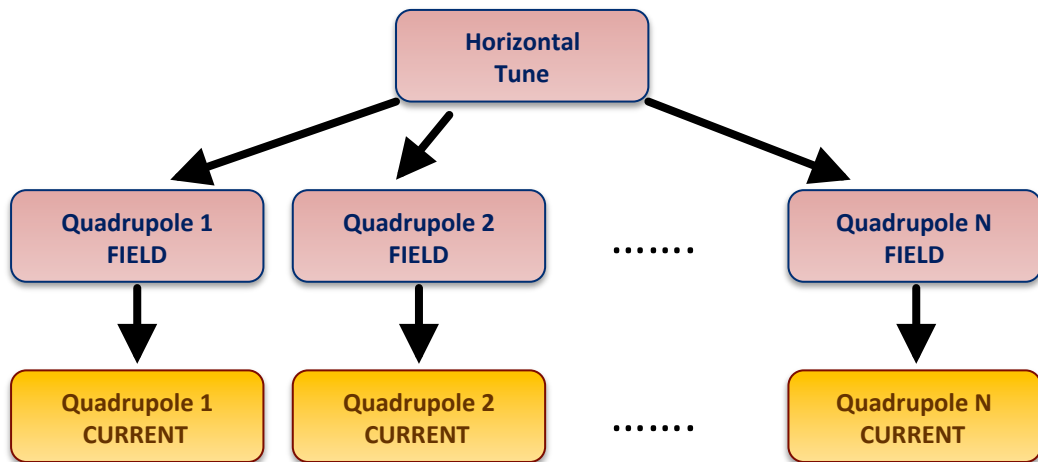 Horizontal
Tune
Quadrupole 1
FIELD
Quadrupole 2
FIELD
.......
Quadrupole N
FIELD
Quadrupole 1
CURRENT
Quadrupole 2
CURRENT
.......
Quadrupole N
CURRENT